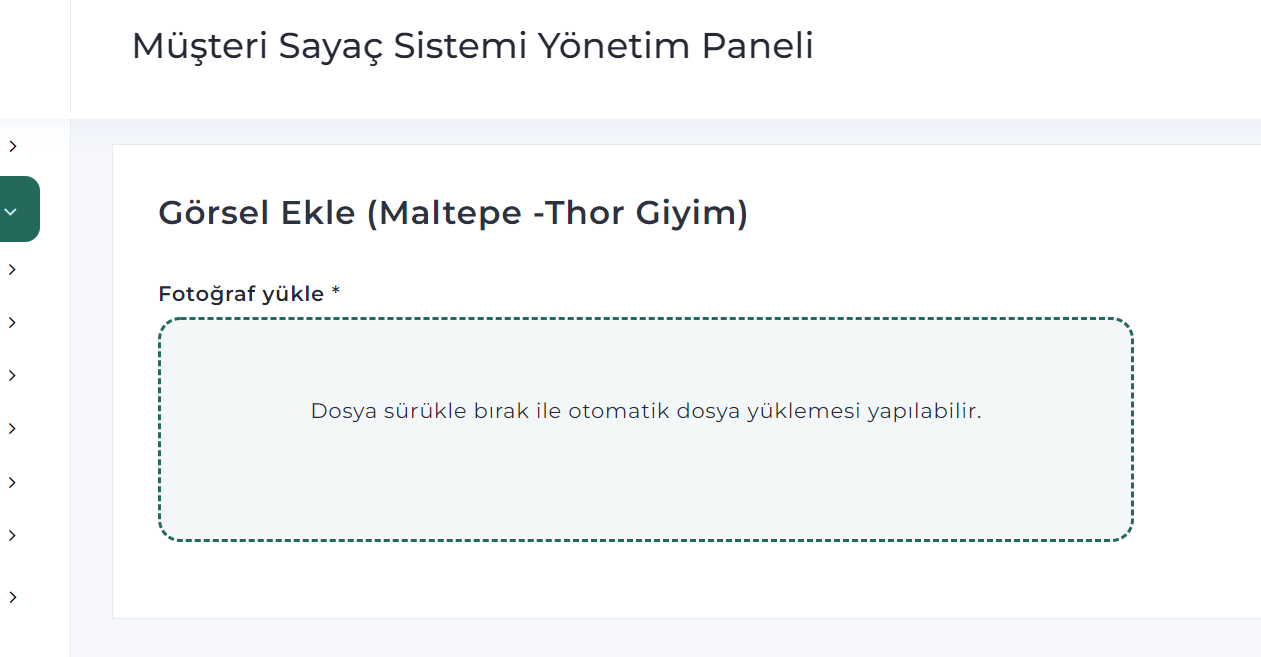 Müşteri Sayaç Sistemi Yönetim Paneli
Görsel Ekle (Maltepe -Thor Giyim)
Fotoğraf yükle *
Dosya sürükle bırak ile otomatik dosya yüklemesi yapılabilir.